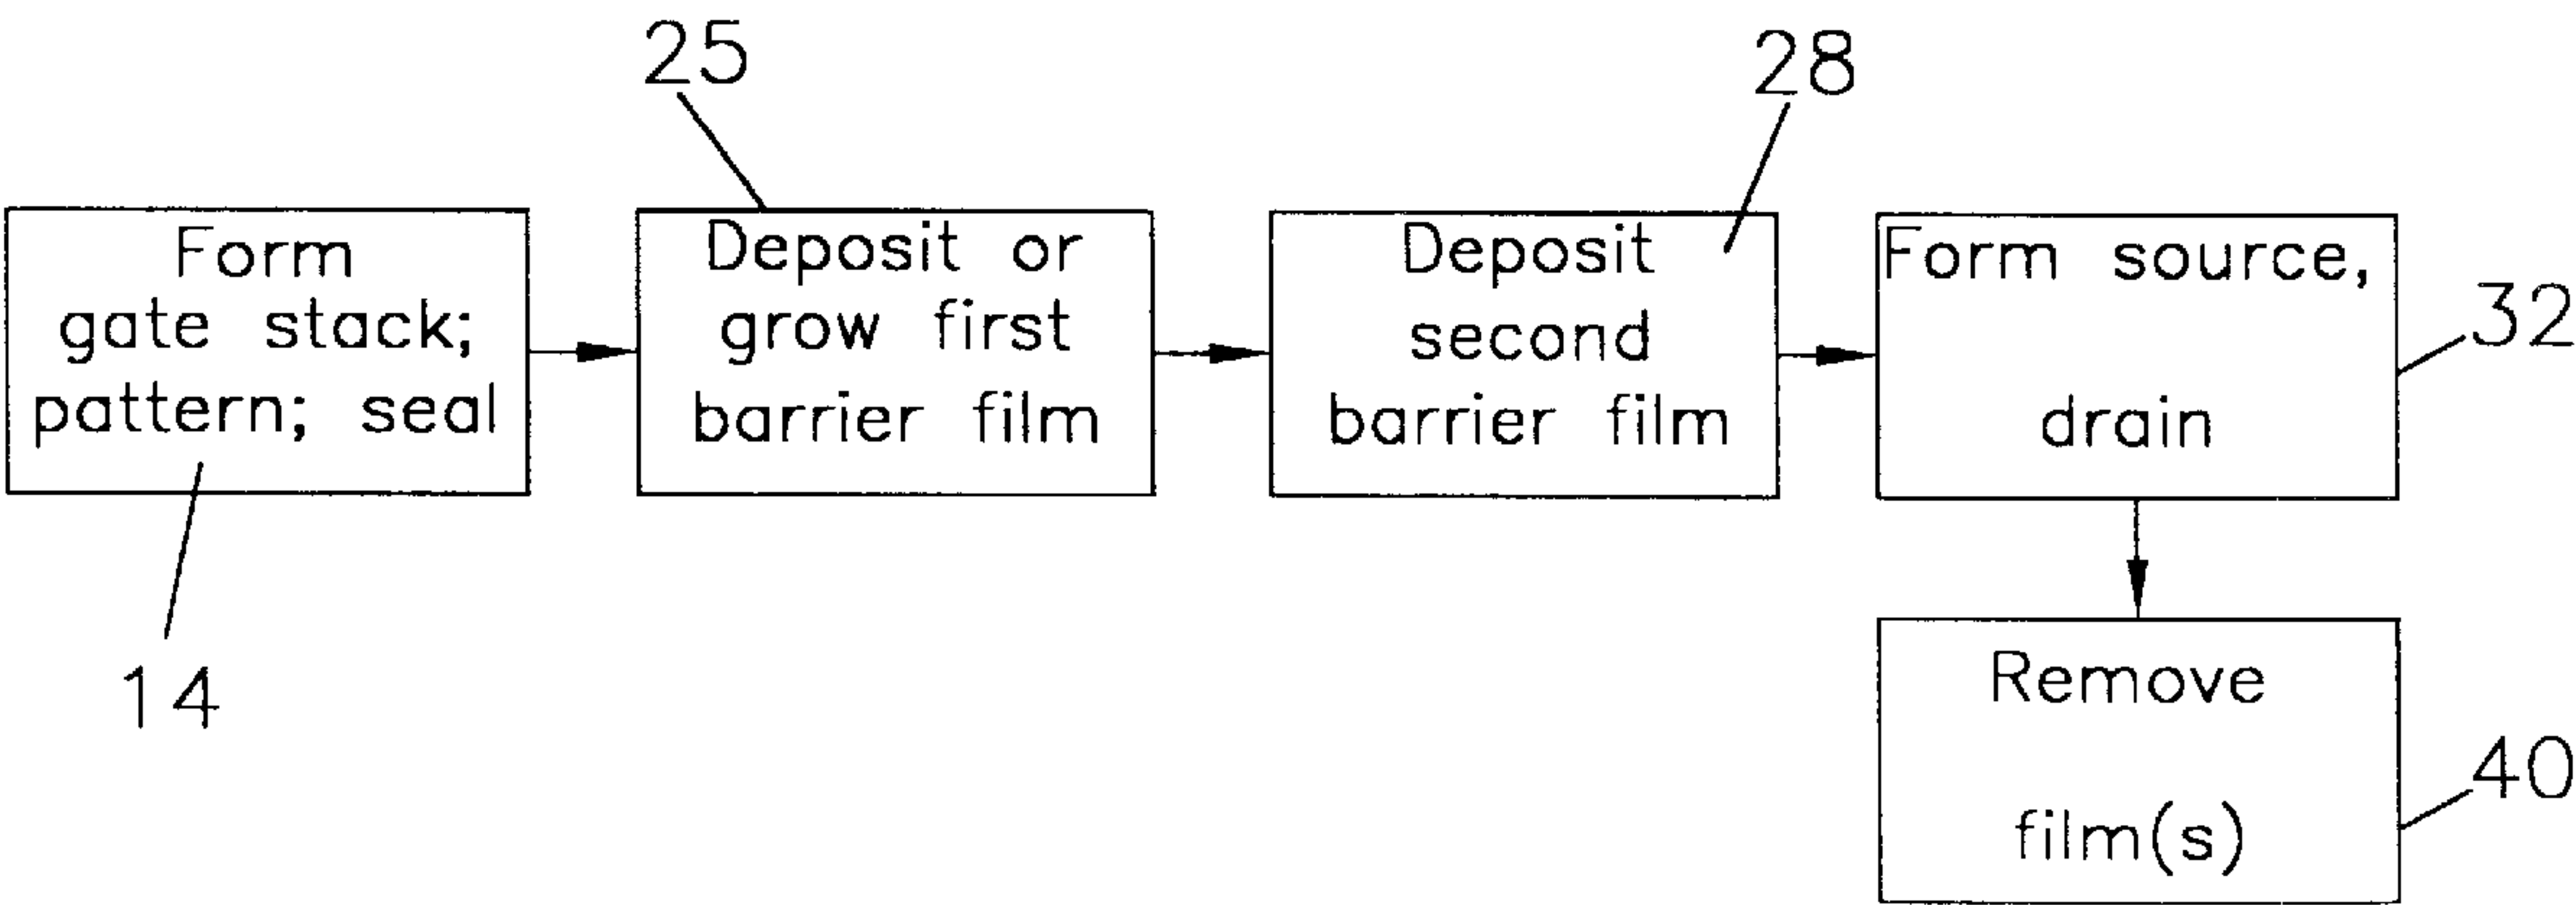 25
28
Form
gate stack;
pattern; seal
Deposit or
grow first
barrier film
Deposit
second
barrier film
Form source,
drain
32
14
Remove
film(s)
40